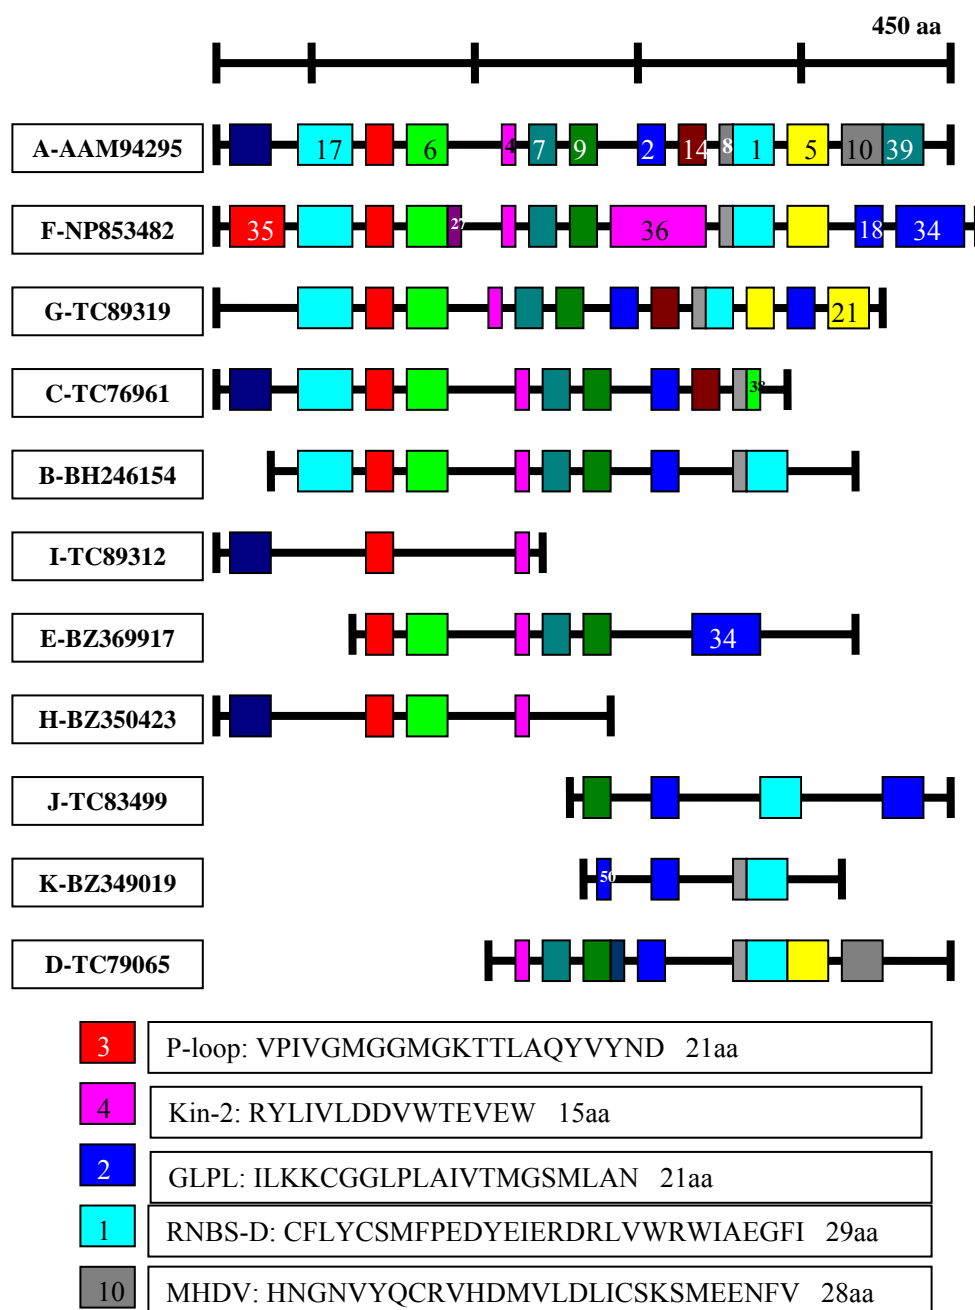 450 aa
A-AAM94295 17 6 4 7 9 2 14 8 1 5 10 39
F-NP853482 35 27 36 18 34
G-TC89319 21
C-TC76961 38
B-BH246154
I-TC89312
E-BZ369917 34
H-BZ350423
J-TC83499
K-BZ349019 50
D-TC79065
3 P-loop: VPIVGMGGMGKTTLAQYVYND 21aa
4 Kin-2: RYLIVLDDVWTEVEW 15aa
2 GLPL: ILKKCGGLPLAIVTMGSMLAN 21aa
1 RNBS-D: CFLYCSMFPEDYEIERDRLVWRWIAEGFI 29aa
10 MHDV: HNGNVYQCRVHDMVLDLICSKSMEENFV 28aa